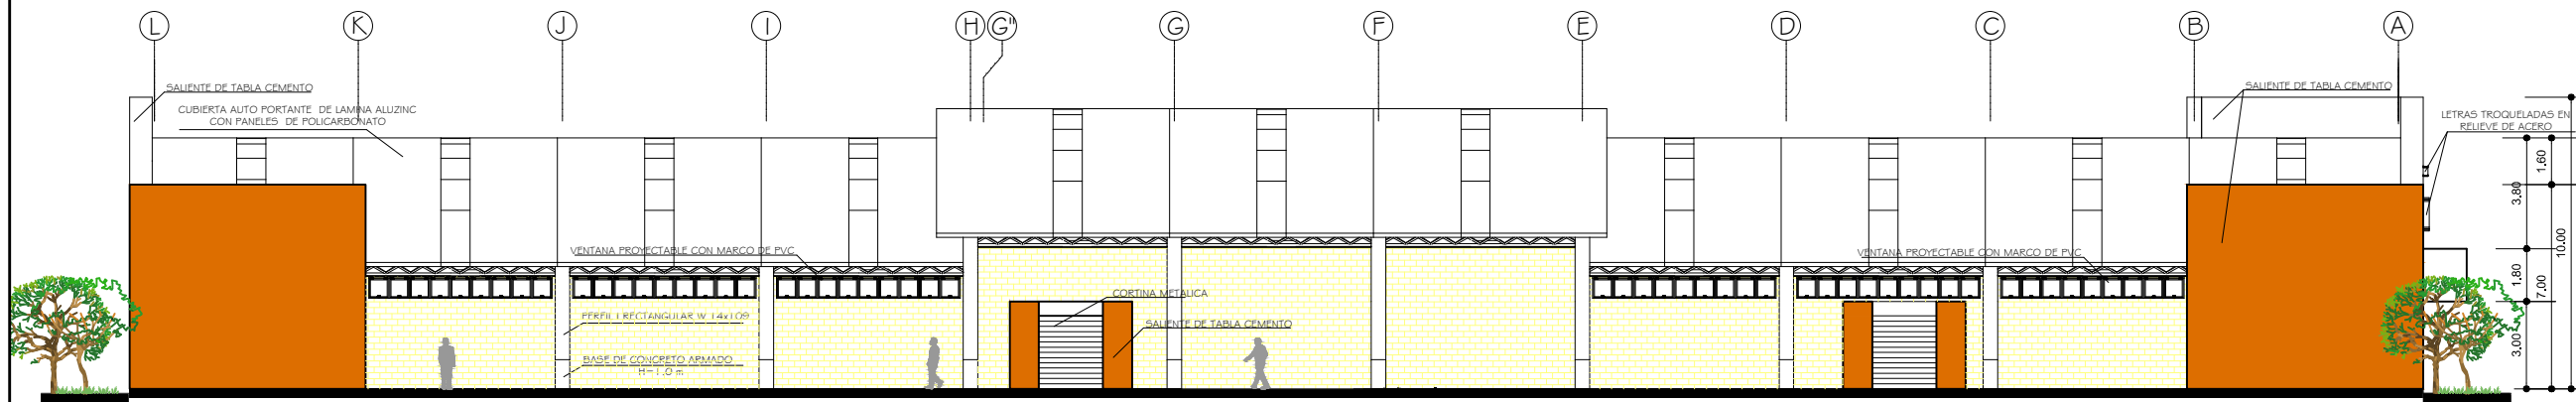 L K J I H G" G F E D C B A
SALIENTE DE TABLA CEMENTO
CUBIERTA AUTO PORTANTE DE LAMINA ALUZINC
CON PANELES DE POLICARBONATO
SALIENTE DE TABLA CEMENTO
LETRAS TROQUELADAS EN
RELIEVE DE ACERO
VENTANA PROYECTABLE CON MARCO DE PVC
VENTANA PROYECTABLE CON MARCO DE PVC
CORTINA METALICA
PERFIL I RECTANGULAR W 14x109
SALIENTE DE TABLA CEMENTO
BASE DE CONCRETO ARMADO
H=1.0 m
1.60
3.80
10.00
1.80
7.00
3.00